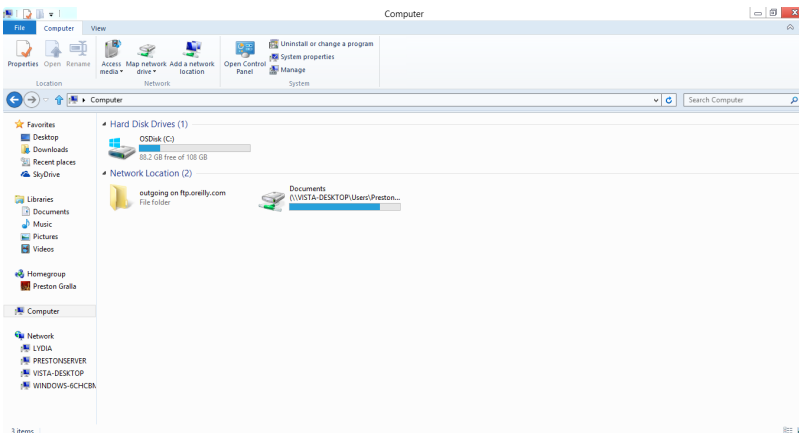 Computer
File Computer View
Properties Open Rename
Access media Map network drive Add a network location
Open Control Panel
Uninstall or change a program
System properties
Manage
Location Network System
Computer
Search Computer
Favorites
Desktop
Downloads
Recent places
SkyDrive
Libraries
Documents
Music
Pictures
Videos
Homegroup
Preston Gralla
Computer
Network
LYDIA
PRESTONSERVER
VISTA-DESKTOP
WINDOWS-6CHCBN
Hard Disk Drives (1)
OSDisk (C:)
88.2 GB free of 108 GB
Network Location (2)
outgoing on ftp.oreilly.com
File folder
Documents
(\\VISTA-DESKTOP\Users\Preston...
3 items